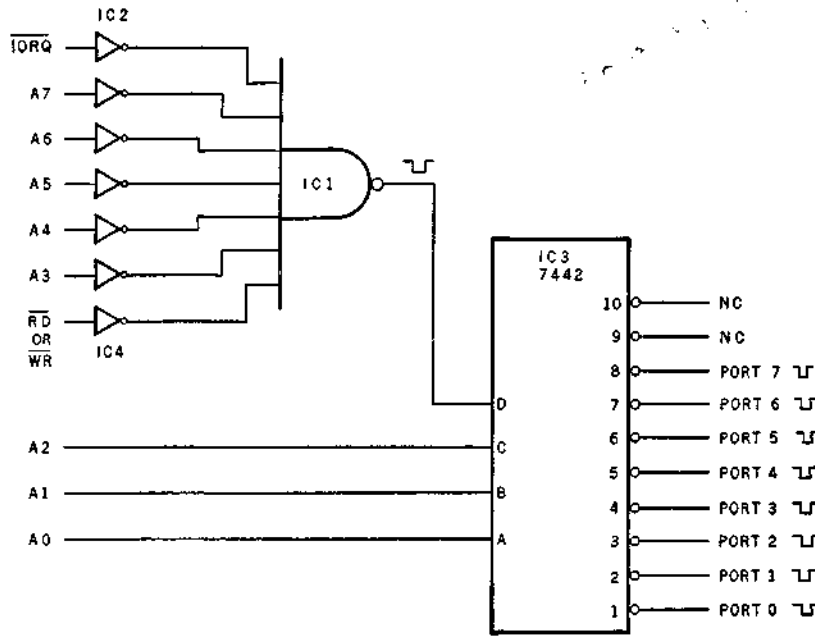 IC2
IORQ
A7
A6
A5
IC1
A4
A3
RD
OR
WR
IC4
IC3
7442
10 NC
9 NC
8 PORT 7
D 7 PORT 6
A2 C 6 PORT 5
5 PORT 4
A1 B 4 PORT 3
A0 A 3 PORT 2
2 PORT 1
1 PORT 0